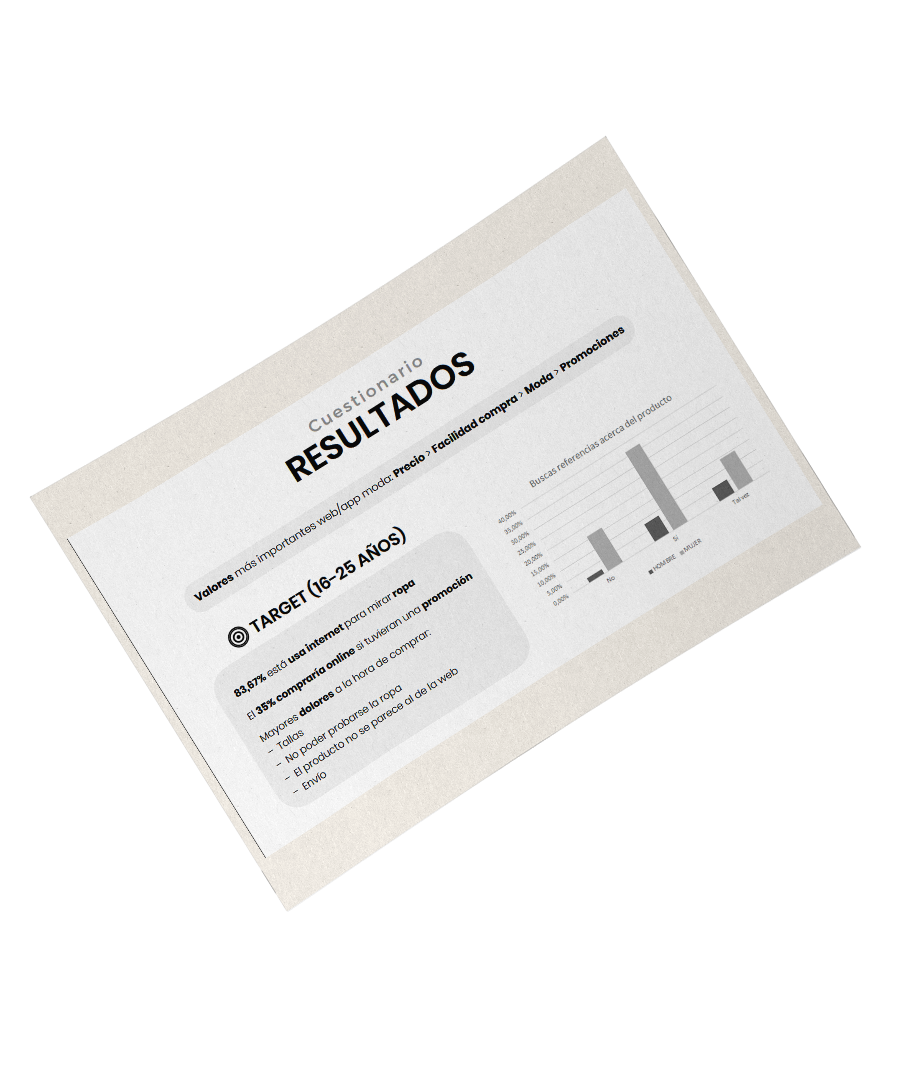 Cuestionario
RESULTADOS
Valores más importantes web/app moda: Precio > Facilidad compra > Moda > Promociones
TARGET (16-25 AÑOS)
83,67% está usa internet para mirar ropa
El 35% compraría online si tuvieran una promoción
Mayores dolores a la hora de comprar:
- Tallas
- No poder probarse la ropa
- El producto no se parece al de la web
- Envío
Buscas referencias acerca del producto
40,00%
35,00%
30,00%
25,00%
20,00%
15,00%
10,00%
5,00%
0,00%
No
Sí
Tal vez
HOMBRE MUJER